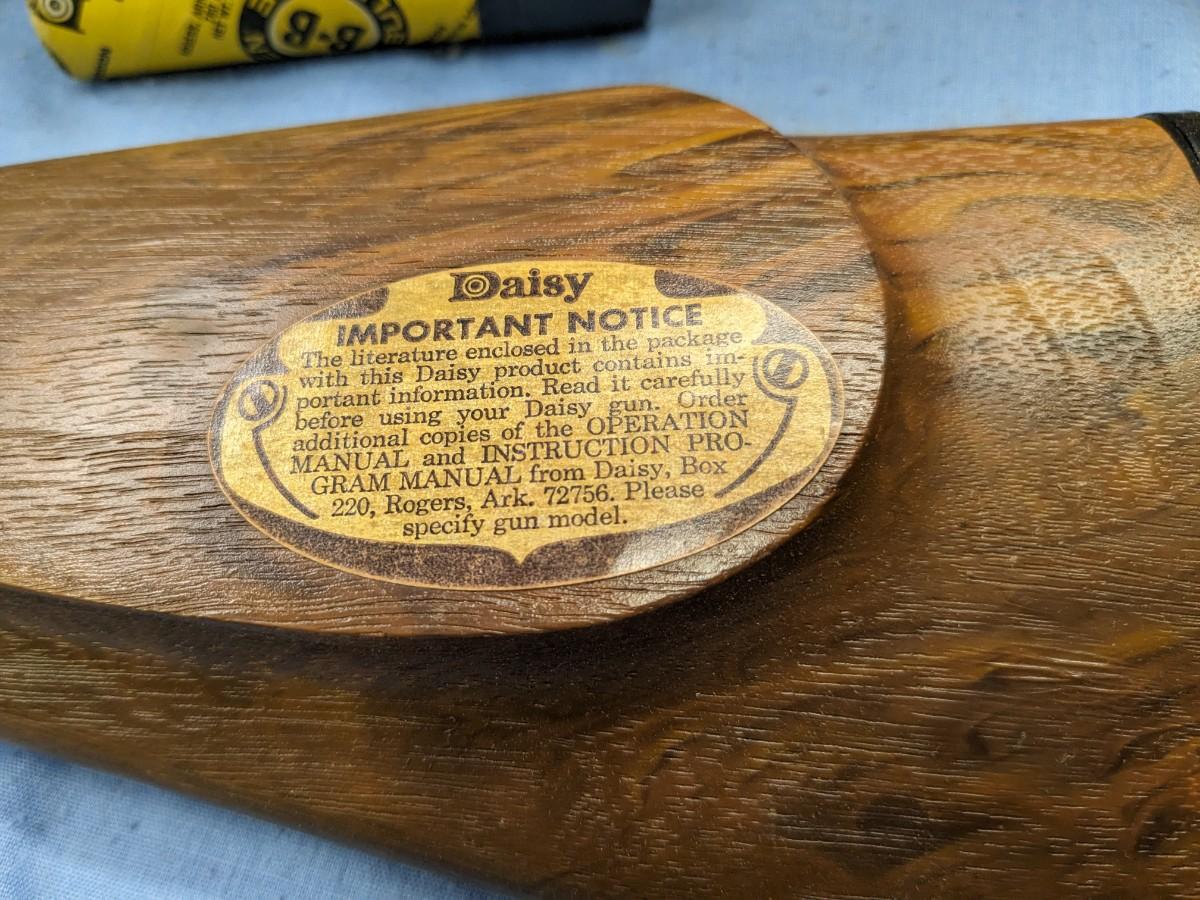 B.B
Daisy
IMPORTANT NOTICE
The literature enclosed in the package
with this Daisy product contains im-
portant information. Read it carefully
before using your Daisy gun. Order
additional copies of the OPERATION
MANUAL and INSTRUCTION PRO-
GRAM MANUAL from Daisy, Box
220, Rogers, Ark. 72756. Please
specify gun model.